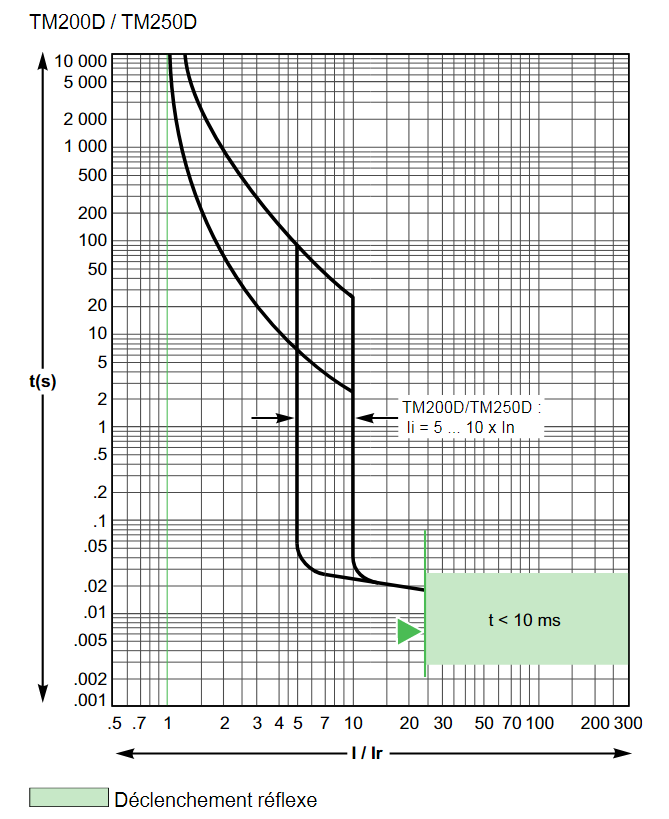 TM200D / TM250D
10 000
5 000
2 000
1 000
500
200
100
50
20
10
5
2
1
.5
.2
.1
.05
.02
.01
.005
.002
.001
t(s)
TM200D/TM250D :
Ii = 5 ... 10 x In
t < 10 ms
.5 .7 1 2 3 4 5 7 10 20 30 50 70 100 200 300
I / Ir
Déclenchement réflexe